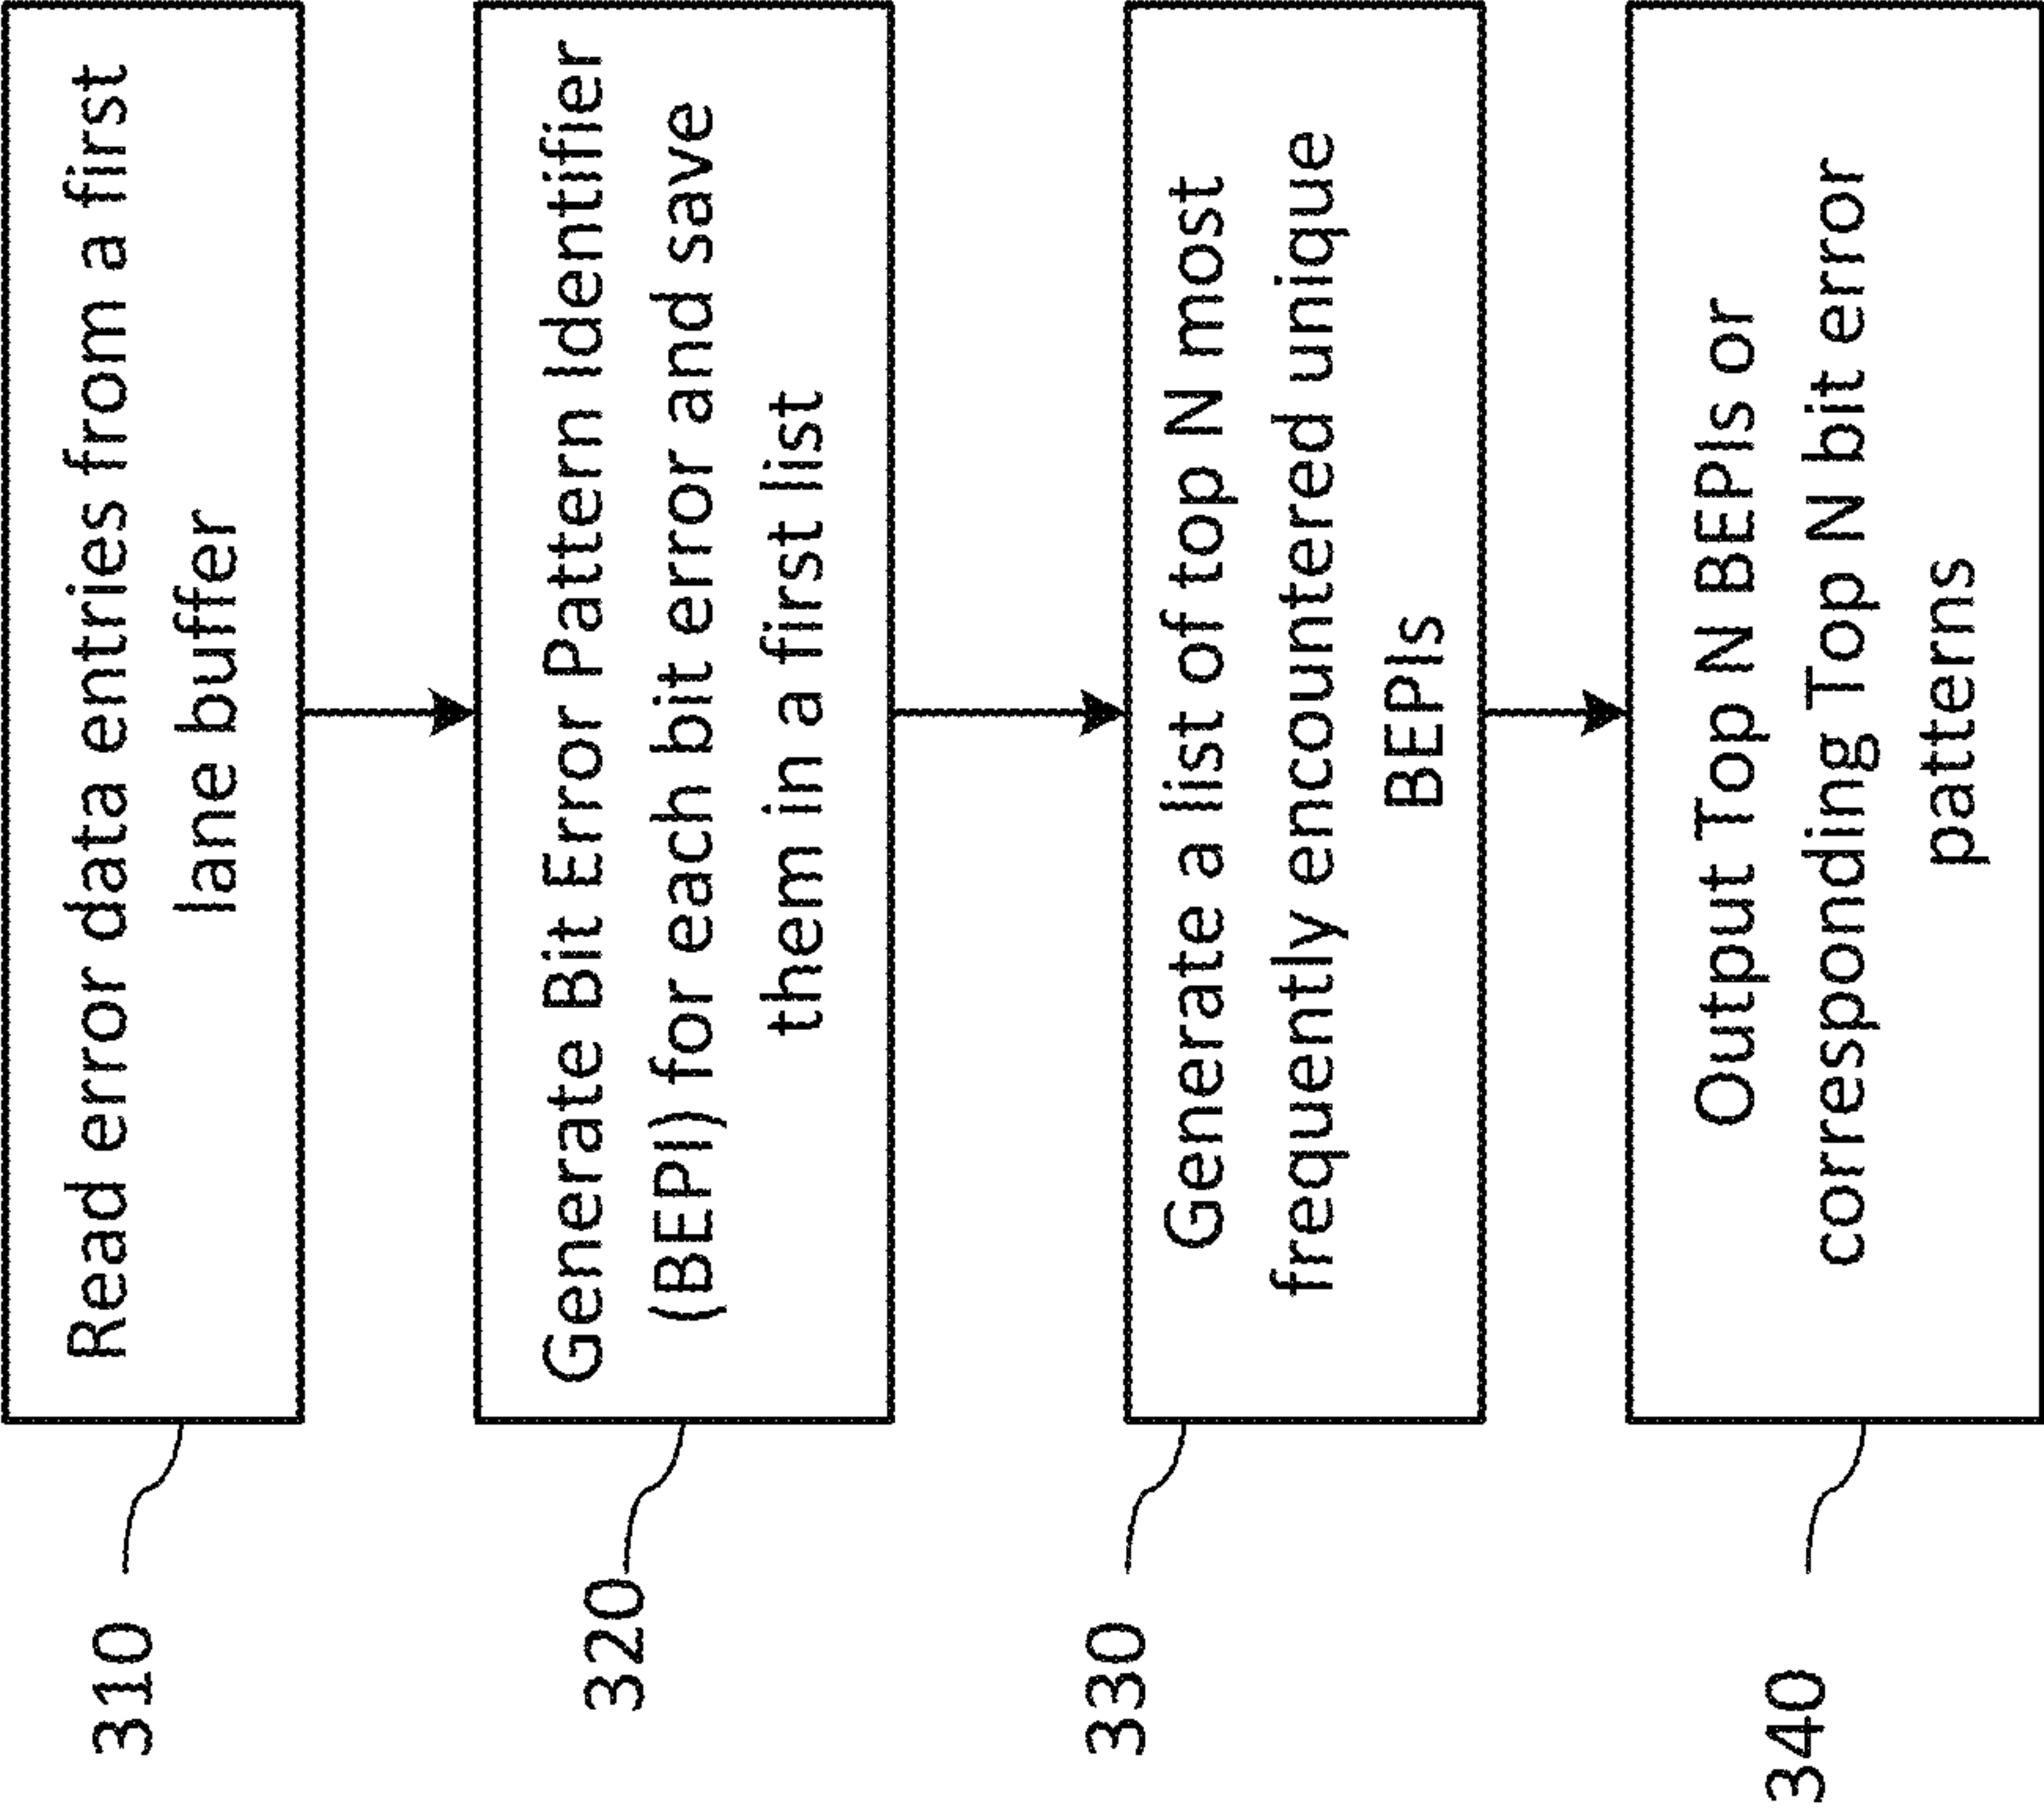 310
Read error data entries from a first
lane buffer
320
Generate Bit Error Pattern Identifier
(BEPI) for each bit error and save
them in a first list
330
Generate a list of top N most
frequently encountered unique
BEPIs
340
Output Top N BEPIs or
corresponding Top N bit error
patterns